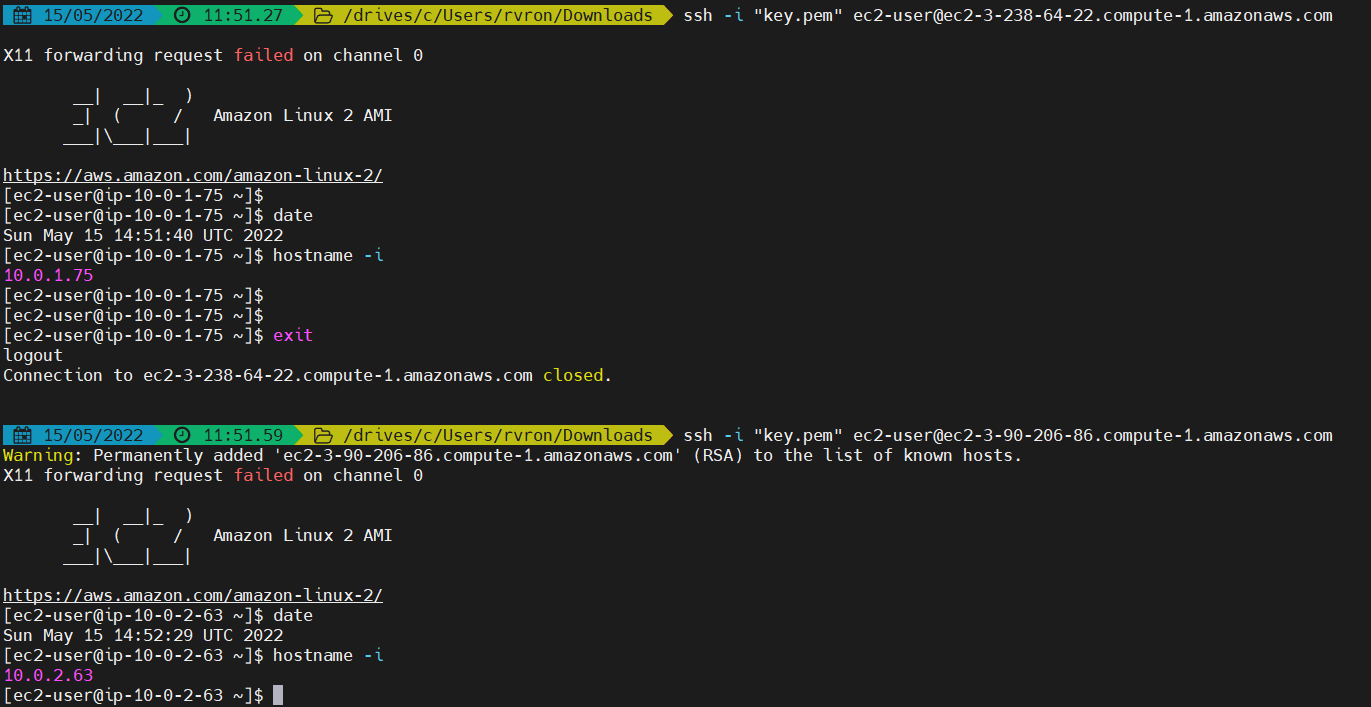 15/05/2022 11:51.27 /drives/c/Users/rvron/Downloads ssh -i "key.pem" ec2-user@ec2-3-238-64-22.compute-1.amazonaws.com
X11 forwarding request failed on channel 0
__| __|_ )
_| ( / Amazon Linux 2 AMI
___|\___|___|
https://aws.amazon.com/amazon-linux-2/
[ec2-user@ip-10-0-1-75 ~]$
[ec2-user@ip-10-0-1-75 ~]$ date
Sun May 15 14:51:40 UTC 2022
[ec2-user@ip-10-0-1-75 ~]$ hostname -i
10.0.1.75
[ec2-user@ip-10-0-1-75 ~]$
[ec2-user@ip-10-0-1-75 ~]$
[ec2-user@ip-10-0-1-75 ~]$ exit
logout
Connection to ec2-3-238-64-22.compute-1.amazonaws.com closed.
15/05/2022 11:51.59 /drives/c/Users/rvron/Downloads ssh -i "key.pem" ec2-user@ec2-3-90-206-86.compute-1.amazonaws.com
Warning: Permanently added 'ec2-3-90-206-86.compute-1.amazonaws.com' (RSA) to the list of known hosts.
X11 forwarding request failed on channel 0
__| __|_ )
_| ( / Amazon Linux 2 AMI
___|\___|___|
https://aws.amazon.com/amazon-linux-2/
[ec2-user@ip-10-0-2-63 ~]$ date
Sun May 15 14:52:29 UTC 2022
[ec2-user@ip-10-0-2-63 ~]$ hostname -i
10.0.2.63
[ec2-user@ip-10-0-2-63 ~]$